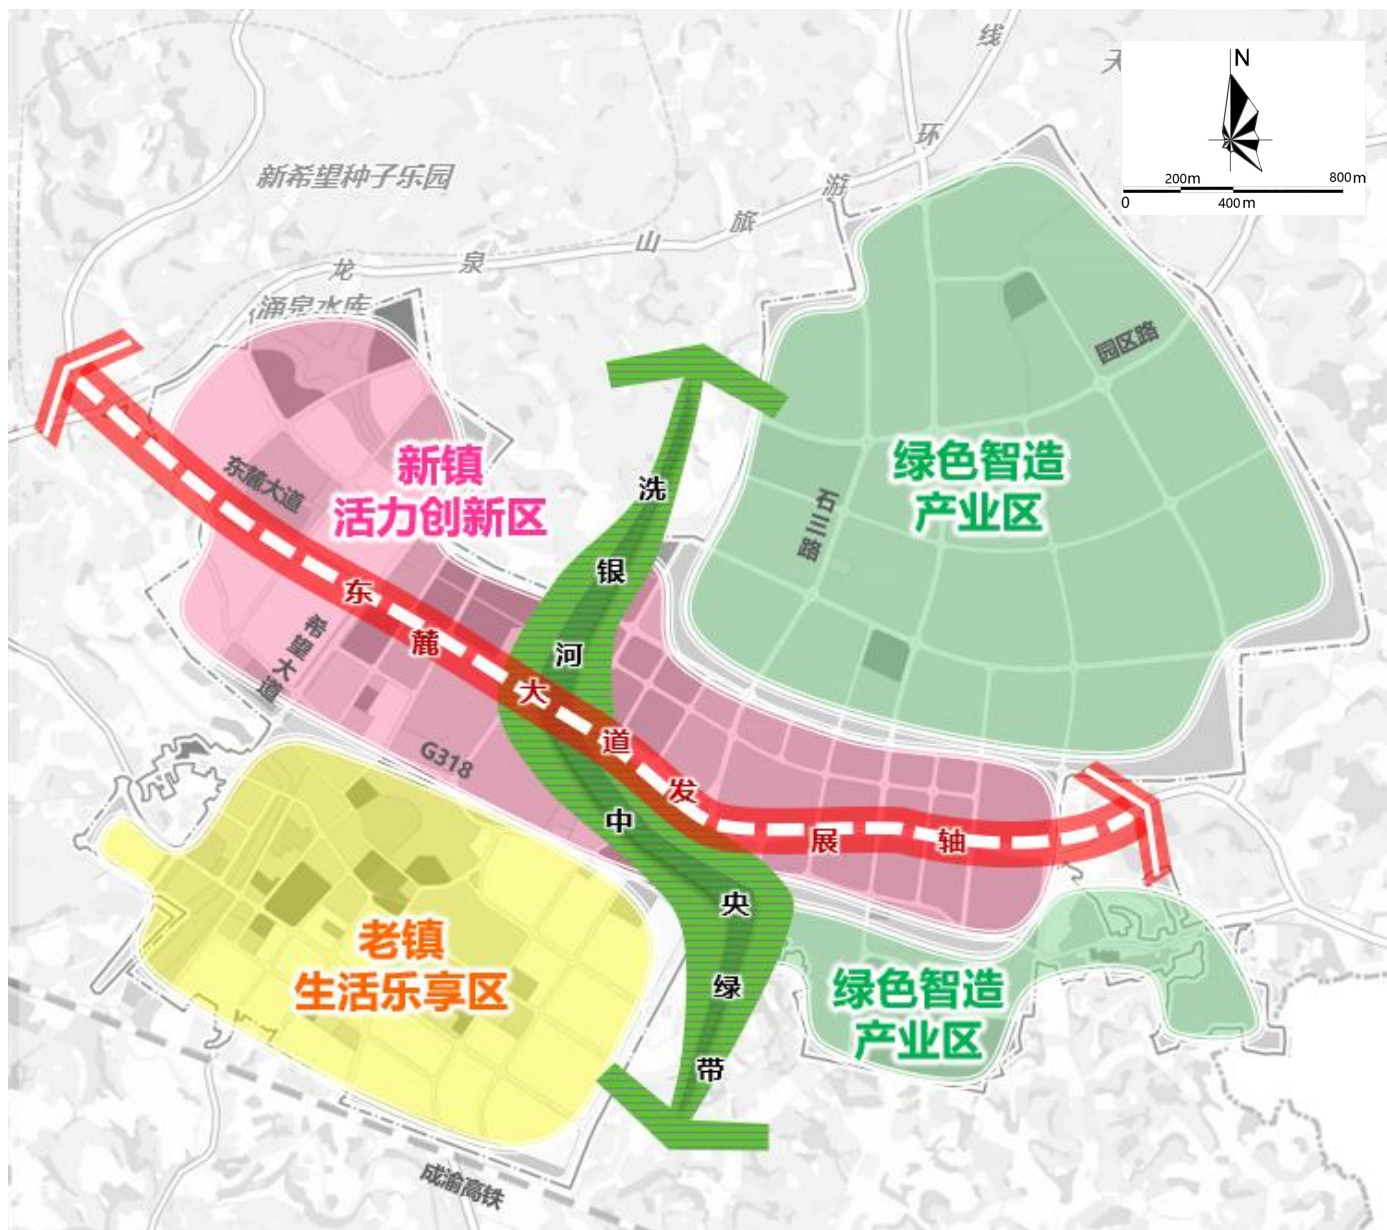 线
天
N
200m
800m
0
400m
环
游
旅
山
泉
龙
新希望种子乐园
涌泉水库
园区路
绿色智造
产业区
新镇
活力创新区
东麓大道
石三路
洗银河中央绿带
东麓大道发展轴
希望大道
G318
老镇
生活乐享区
绿色智造
产业区
成渝高铁